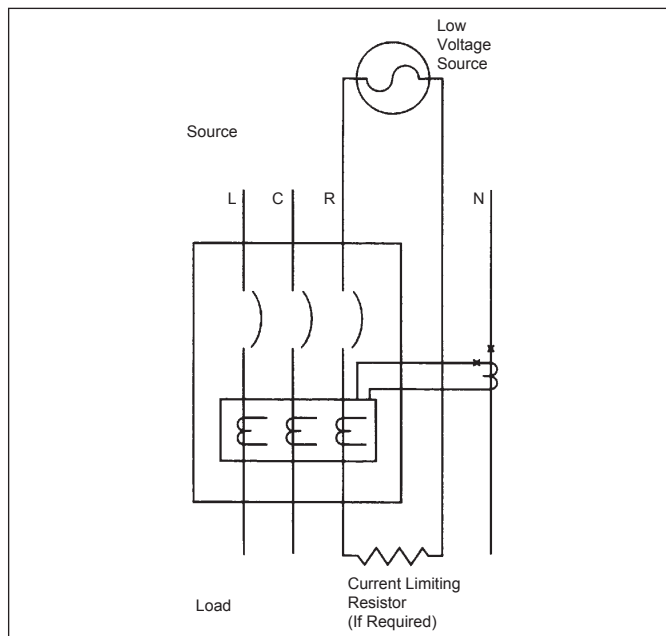 Low
Voltage
Source
Source
L C R N
Current Limiting
Resistor
(If Required)
Load